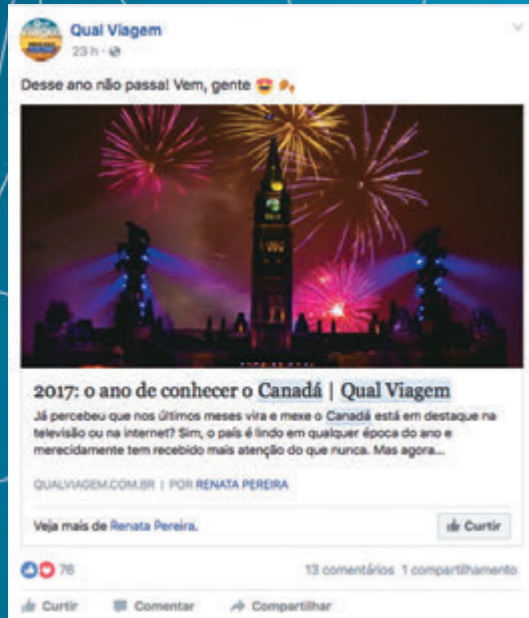 Qual Viagem
23 h ·
Desse ano não passa! Vem, gente
2017: o ano de conhecer o Canadá | Qual Viagem
Já percebeu que nos últimos meses vira e mexe o Canadá está em destaque na
televisão ou na internet? Sim, o país é lindo em qualquer época do ano e
merecidamente tem recebido mais atenção do que nunca. Mas agora...
QUALVIAGEM.COM.BR | POR RENATA PEREIRA
Veja mais de Renata Pereira.
Curtir
76
13 comentários 1 compartilhamento
Curtir Comentar Compartilhar